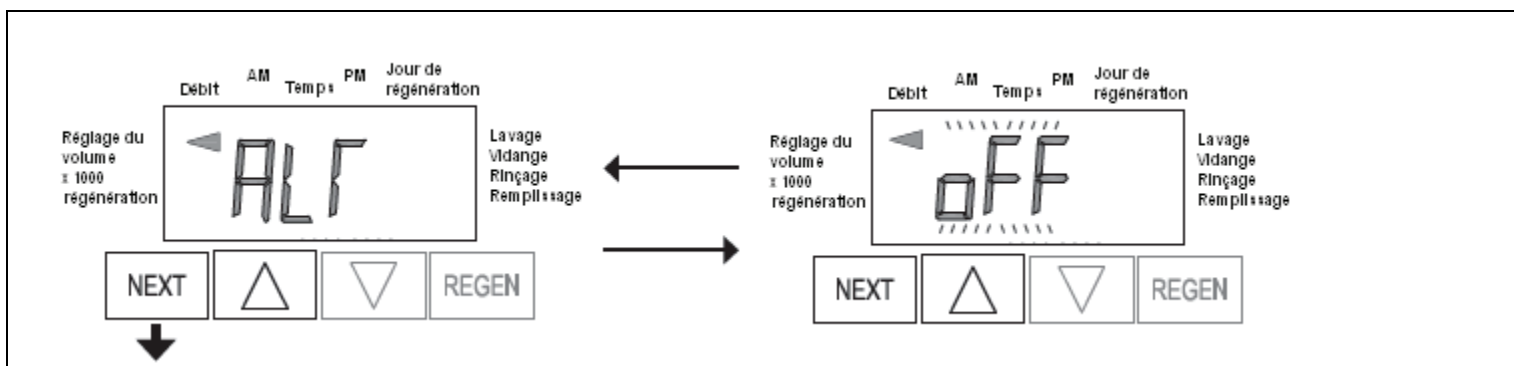 Débit
AM
Temps
PM
Jour de
régénération
Réglage du
volume
x 1000
régénération
ALT
Lavage
Vidange
Rinçage
Remplissage
NEXT
REGEN
Débit
AM
Temps
PM
Jour de
régénération
Réglage du
volume
x 1000
régénération
oFF
Lavage
Vidange
Rinçage
Remplissage
NEXT
REGEN